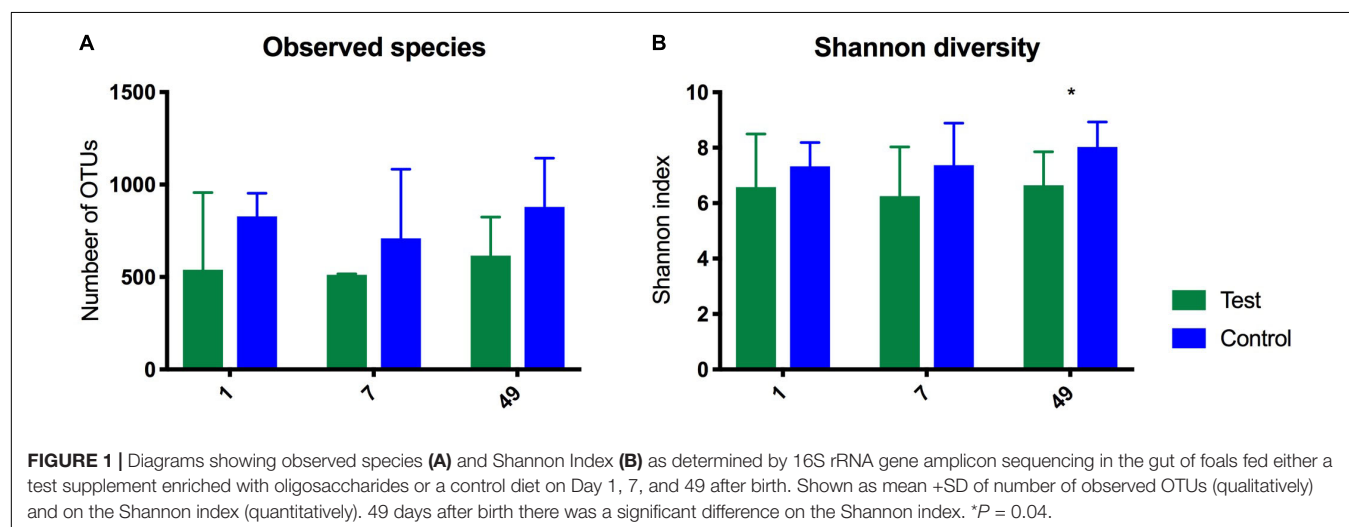 A
Observed species
Numbeer of OTUs
1500
1000
500
0
1
7
49
B
Shannon diversity
Shannon index
10
8
6
4
2
0
*
1
7
49
Test
Control
FIGURE 1 | Diagrams showing observed species (A) and Shannon Index (B) as determined by 16S rRNA gene amplicon sequencing in the gut of foals fed either a
test supplement enriched with oligosaccharides or a control diet on Day 1, 7, and 49 after birth. Shown as mean +SD of number of observed OTUs (qualitatively)
and on the Shannon index (quantitatively). 49 days after birth there was a significant difference on the Shannon index. *P = 0.04.